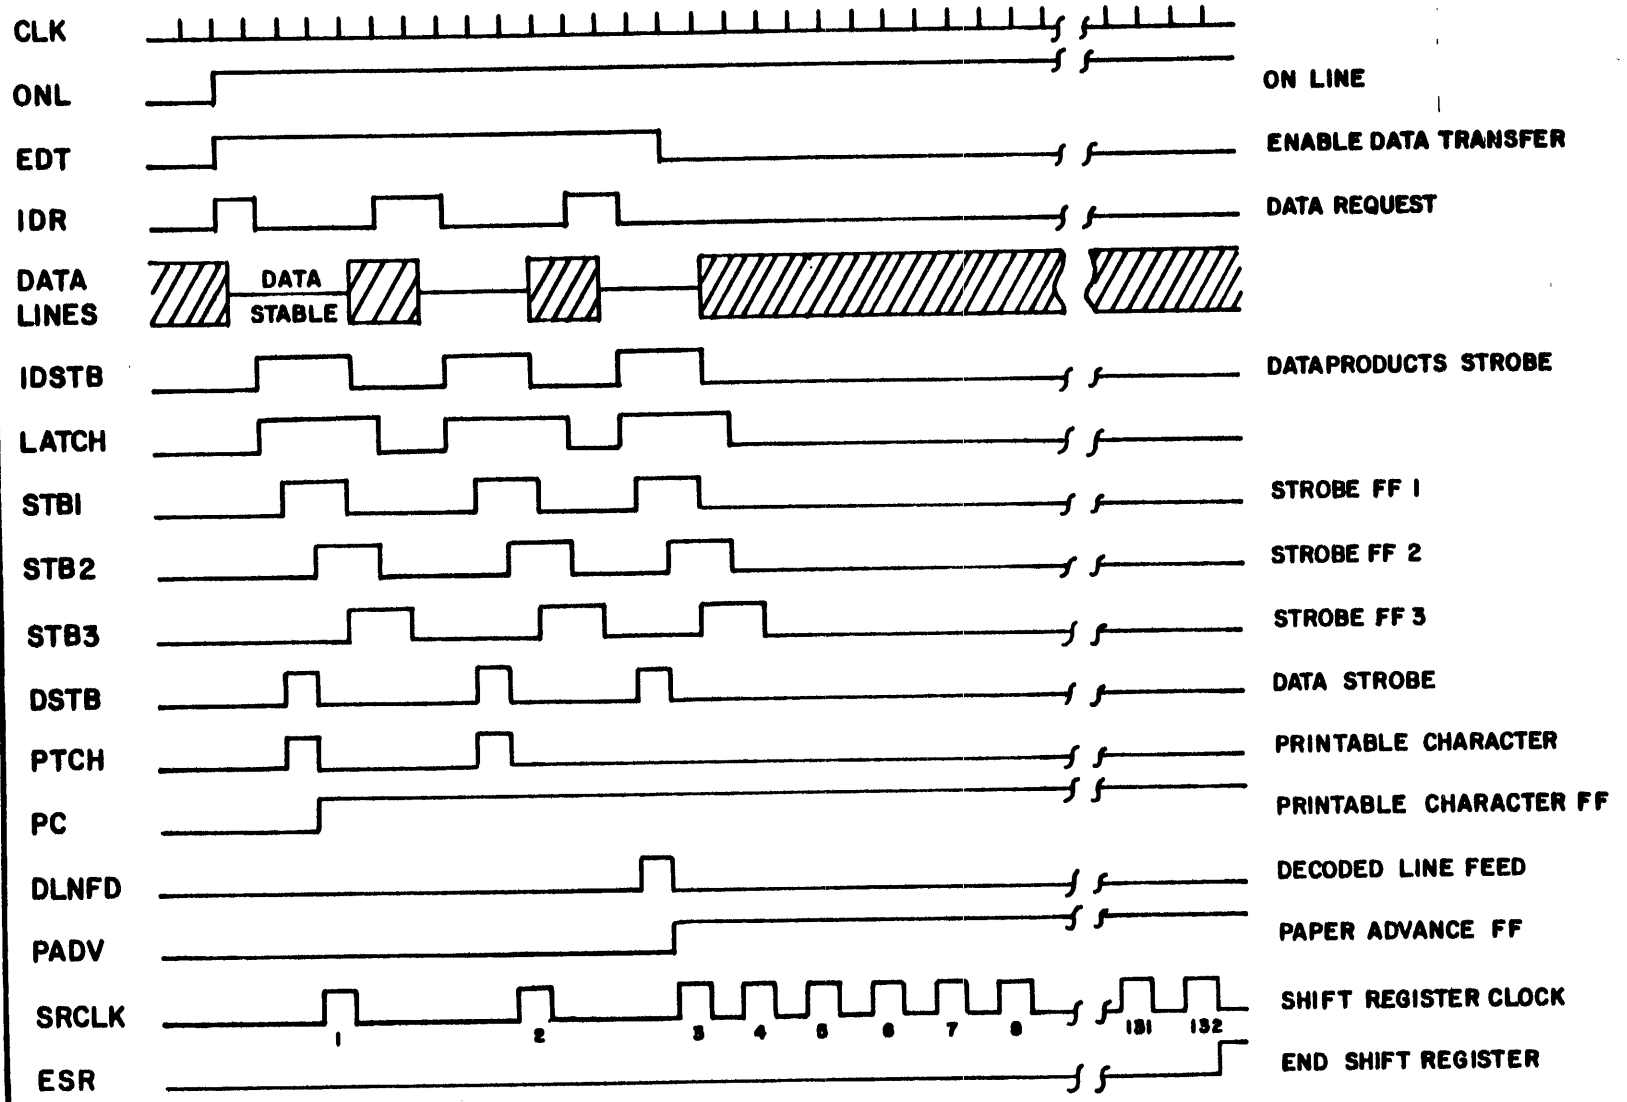 CLK
ONL ON LINE
EDT ENABLE DATA TRANSFER
IDR DATA REQUEST
DATA LINES DATA STABLE
IDSTB DATAPRODUCTS STROBE
LATCH
STB1 STROBE FF 1
STB2 STROBE FF 2
STB3 STROBE FF 3
DSTB DATA STROBE
PTCH PRINTABLE CHARACTER
PC PRINTABLE CHARACTER FF
DLNFD DECODED LINE FEED
PADV PAPER ADVANCE FF
SRCLK SHIFT REGISTER CLOCK
1 2 3 4 5 6 7 8 131 132
ESR END SHIFT REGISTER